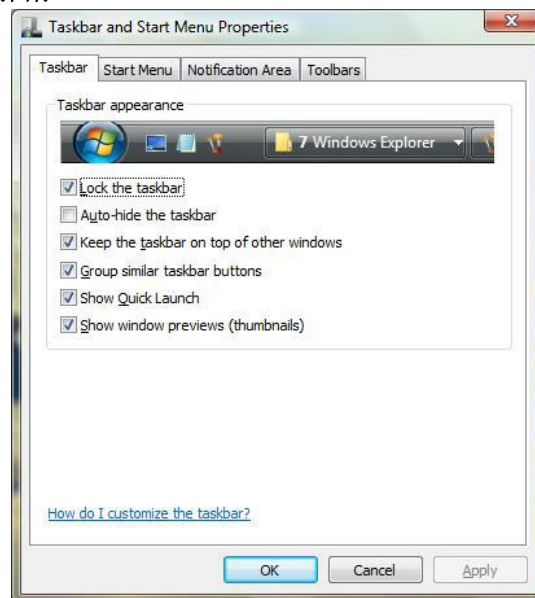 Taskbar and Start Menu Properties
Taskbar Start Menu Notification Area Toolbars
Taskbar appearance
7 Windows Explorer
Lock the taskbar
Auto-hide the taskbar
Keep the taskbar on top of other windows
Group similar taskbar buttons
Show Quick Launch
Show window previews (thumbnails)
How do I customize the taskbar?
OK Cancel Apply